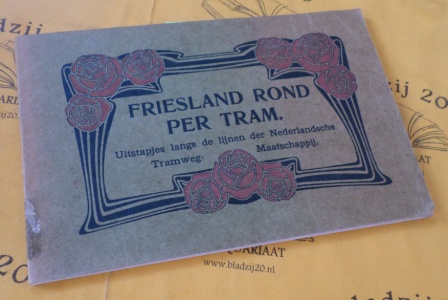 FRIESLAND ROND
PER TRAM.
Uitstapjes langs de lijnen der Nederlandsche
Tramweg- Maatschappij.
www.bladzij20.nl